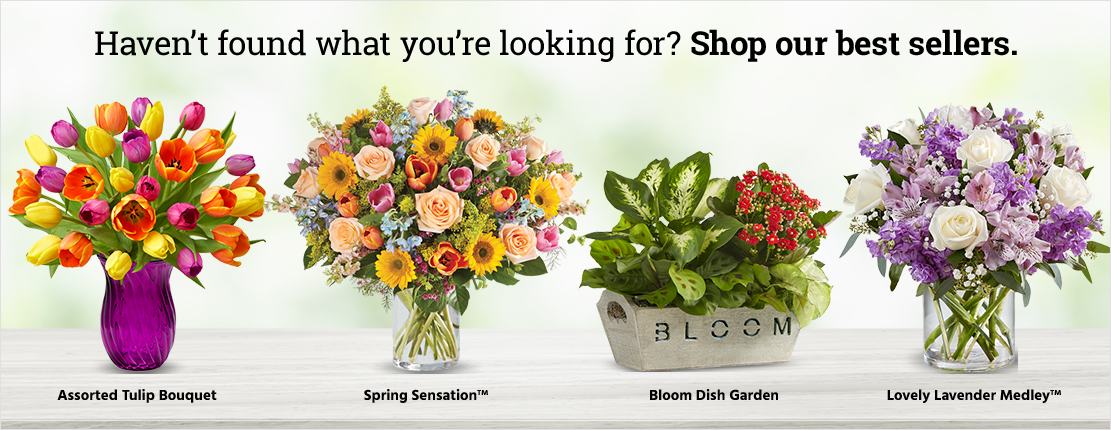 Haven’t found what you’re looking for? Shop our best sellers.
BLOOM
Assorted Tulip Bouquet
Spring Sensation™
Bloom Dish Garden
Lovely Lavender Medley™